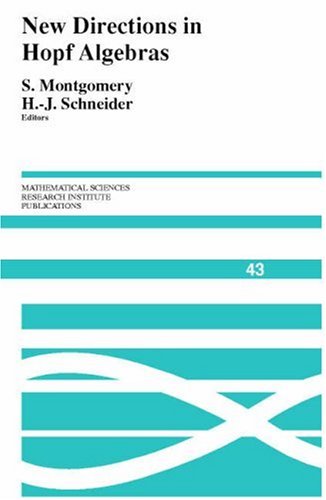 New Directions in
Hopf Algebras
S. Montgomery
H.-J. Schneider
Editors
MATHEMATICAL SCIENCES
RESEARCH INSTITUTE
PUBLICATIONS
43